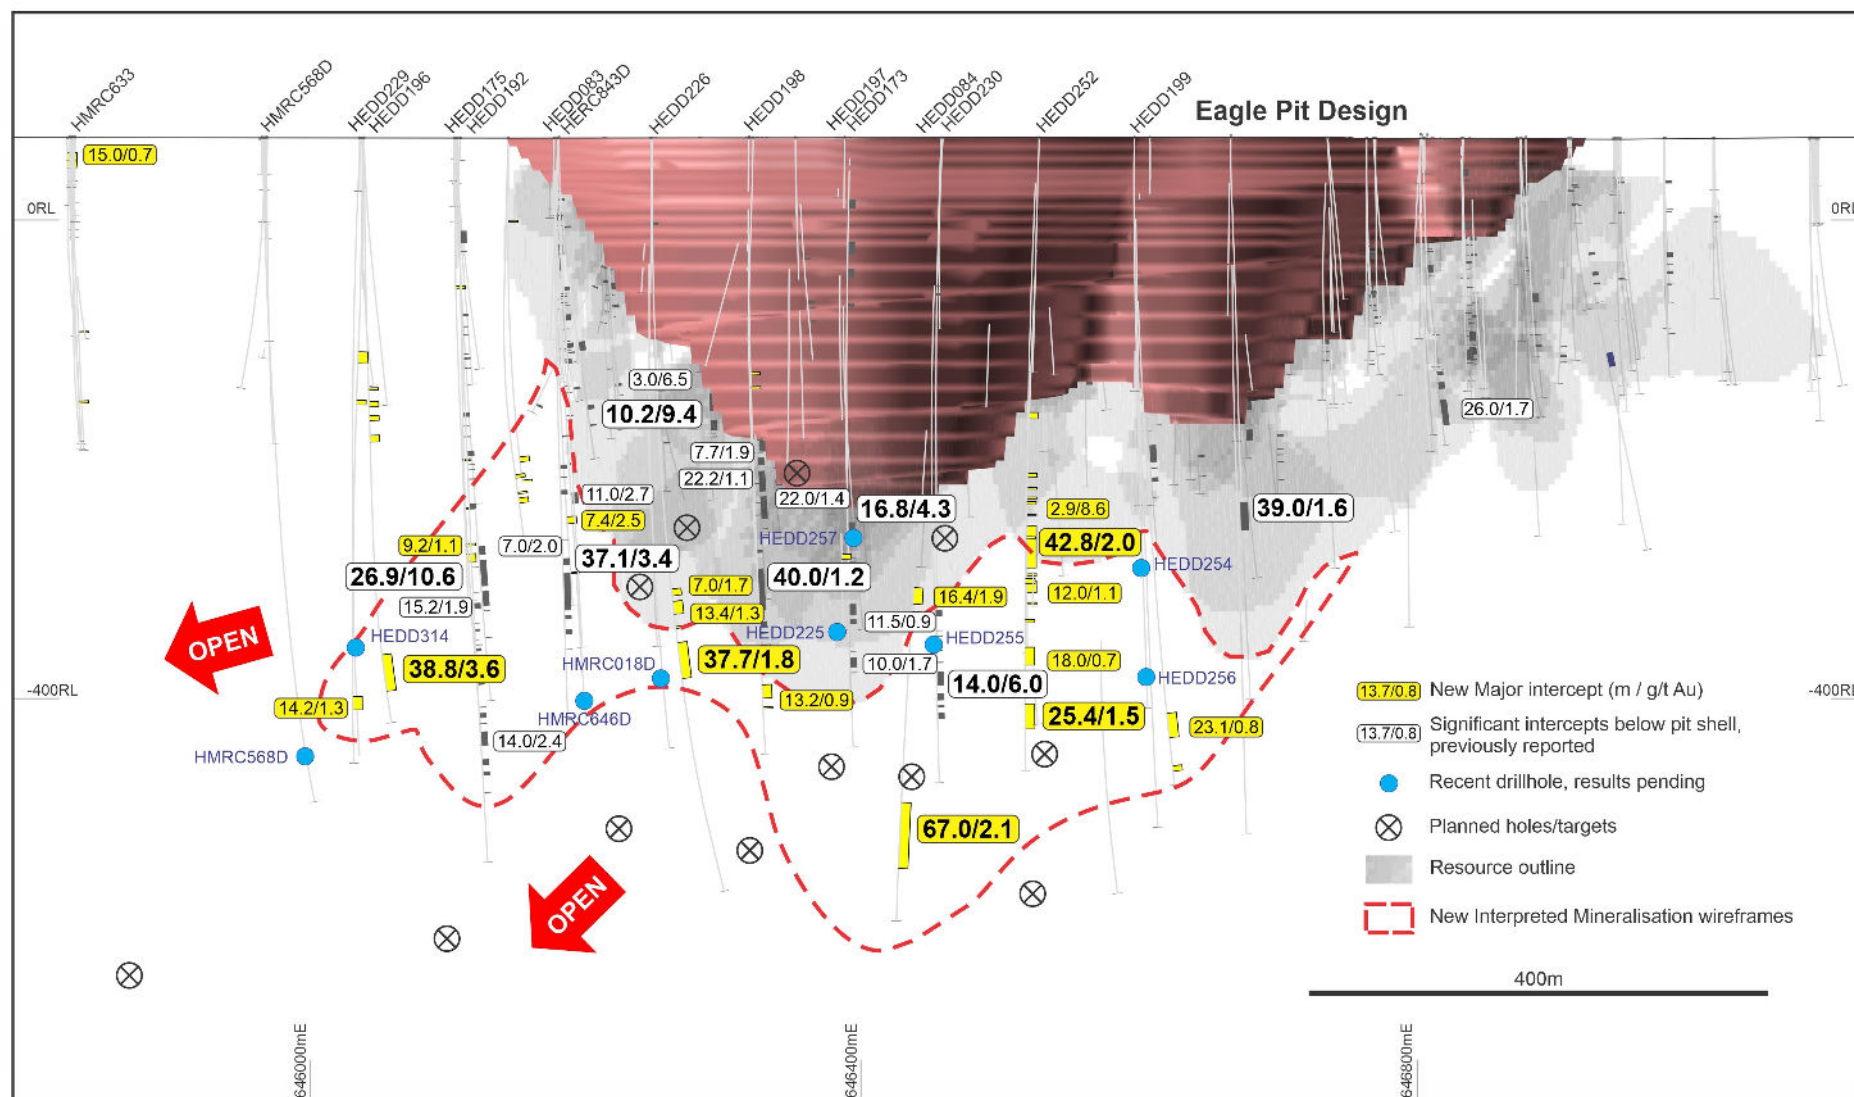 HMRC633
HMRC568D
HEDD229
HEDD196
HEDD175
HEDD192
HEDD083
HERC843D
HEDD226
HEDD198
HEDD197
HEDD173
HEDD084
HEDD230
HEDD252
HEDD199
Eagle Pit Design
15.0/0.7
0RL
0RL
3.0/6.5
10.2/9.4
26.0/1.7
7.7/1.9
22.2/1.1
11.0/2.7
22.0/1.4
16.8/4.3
2.9/8.6
39.0/1.6
7.4/2.5
9.2/1.1
7.0/2.0
HEDD257
42.8/2.0
37.1/3.4
HEDD254
26.9/10.6
40.0/1.2
7.0/1.7
12.0/1.1
16.4/1.9
15.2/1.9
13.4/1.3
11.5/0.9
OPEN
HEDD314
HEDD225
HEDD255
38.8/3.6
HMRC018D
37.7/1.8
10.0/1.7
18.0/0.7
HEDD256
14.0/6.0
-400RL
-400RL
14.2/1.3
13.2/0.9
HMRC646D
25.4/1.5
23.1/0.8
14.0/2.4
HMRC568D
67.0/2.1
OPEN
13.7/0.8 New Major intercept (m / g/t Au)
13.7/0.8 Significant intercepts below pit shell,
previously reported
Recent drillhole, results pending
Planned holes/targets
Resource outline
New Interpreted Mineralisation wireframes
400m
646000mE
646400mE
646800mE